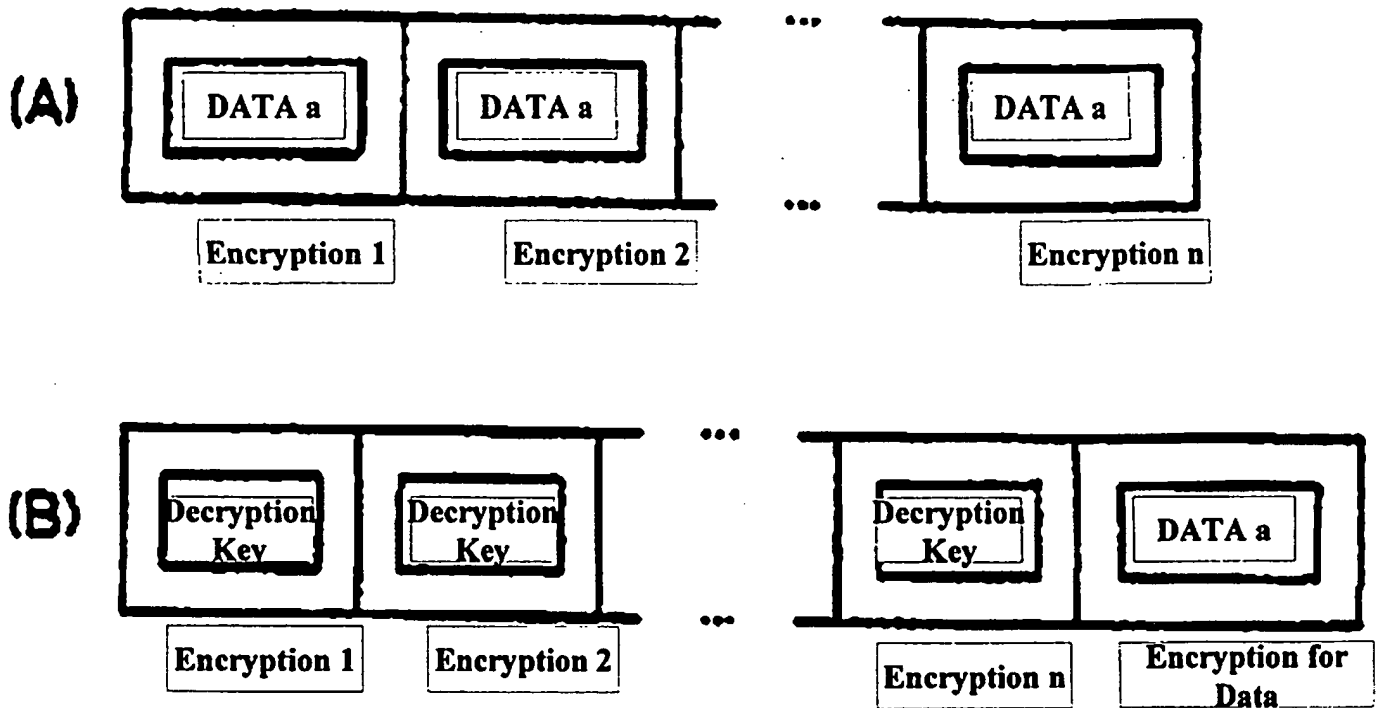 ...
(A)
DATA a
DATA a
DATA a
...
Encryption 1
Encryption 2
Encryption n
...
(B)
Decryption
Key
Decryption
Key
Decryption
Key
DATA a
...
Encryption 1
Encryption 2
Encryption n
Encryption for
Data